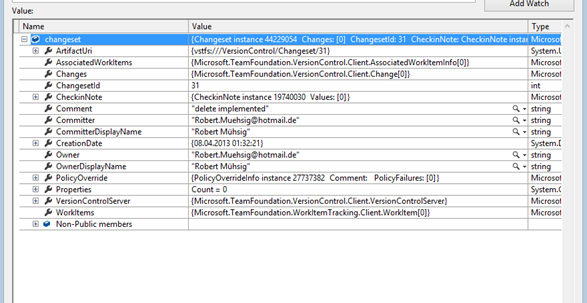 Add Watch
Value:
Name Value Type
changeset {Changeset instance 44229054 Changes: [0] ChangesetId: 31 CheckinNote: CheckinNote instan Microsof
ArtifactUri {vstfs:///VersionControl/Changeset/31} System.U
AssociatedWorkItems {Microsoft.TeamFoundation.VersionControl.Client.AssociatedWorkItemInfo[0]} Microsof
Changes {Microsoft.TeamFoundation.VersionControl.Client.Change[0]} Microsof
ChangesetId 31 int
CheckinNote {CheckinNote instance 19740030 Values: [0]} Microsof
Comment "delete implemented" string
Committer "Robert.Muehsig@hotmail.de" string
CommitterDisplayName "Robert Mühsig" string
CreationDate {08.04.2013 01:32:21} System.D
Owner "Robert.Muehsig@hotmail.de" string
OwnerDisplayName "Robert Mühsig" string
PolicyOverride {PolicyOverrideInfo instance 27737382 Comment: PolicyFailures: [0]} Microsof
Properties Count = 0 System.C
VersionControlServer {Microsoft.TeamFoundation.VersionControl.Client.VersionControlServer} Microsof
WorkItems {Microsoft.TeamFoundation.WorkItemTracking.Client.WorkItem[0]} Microsof
Non-Public members